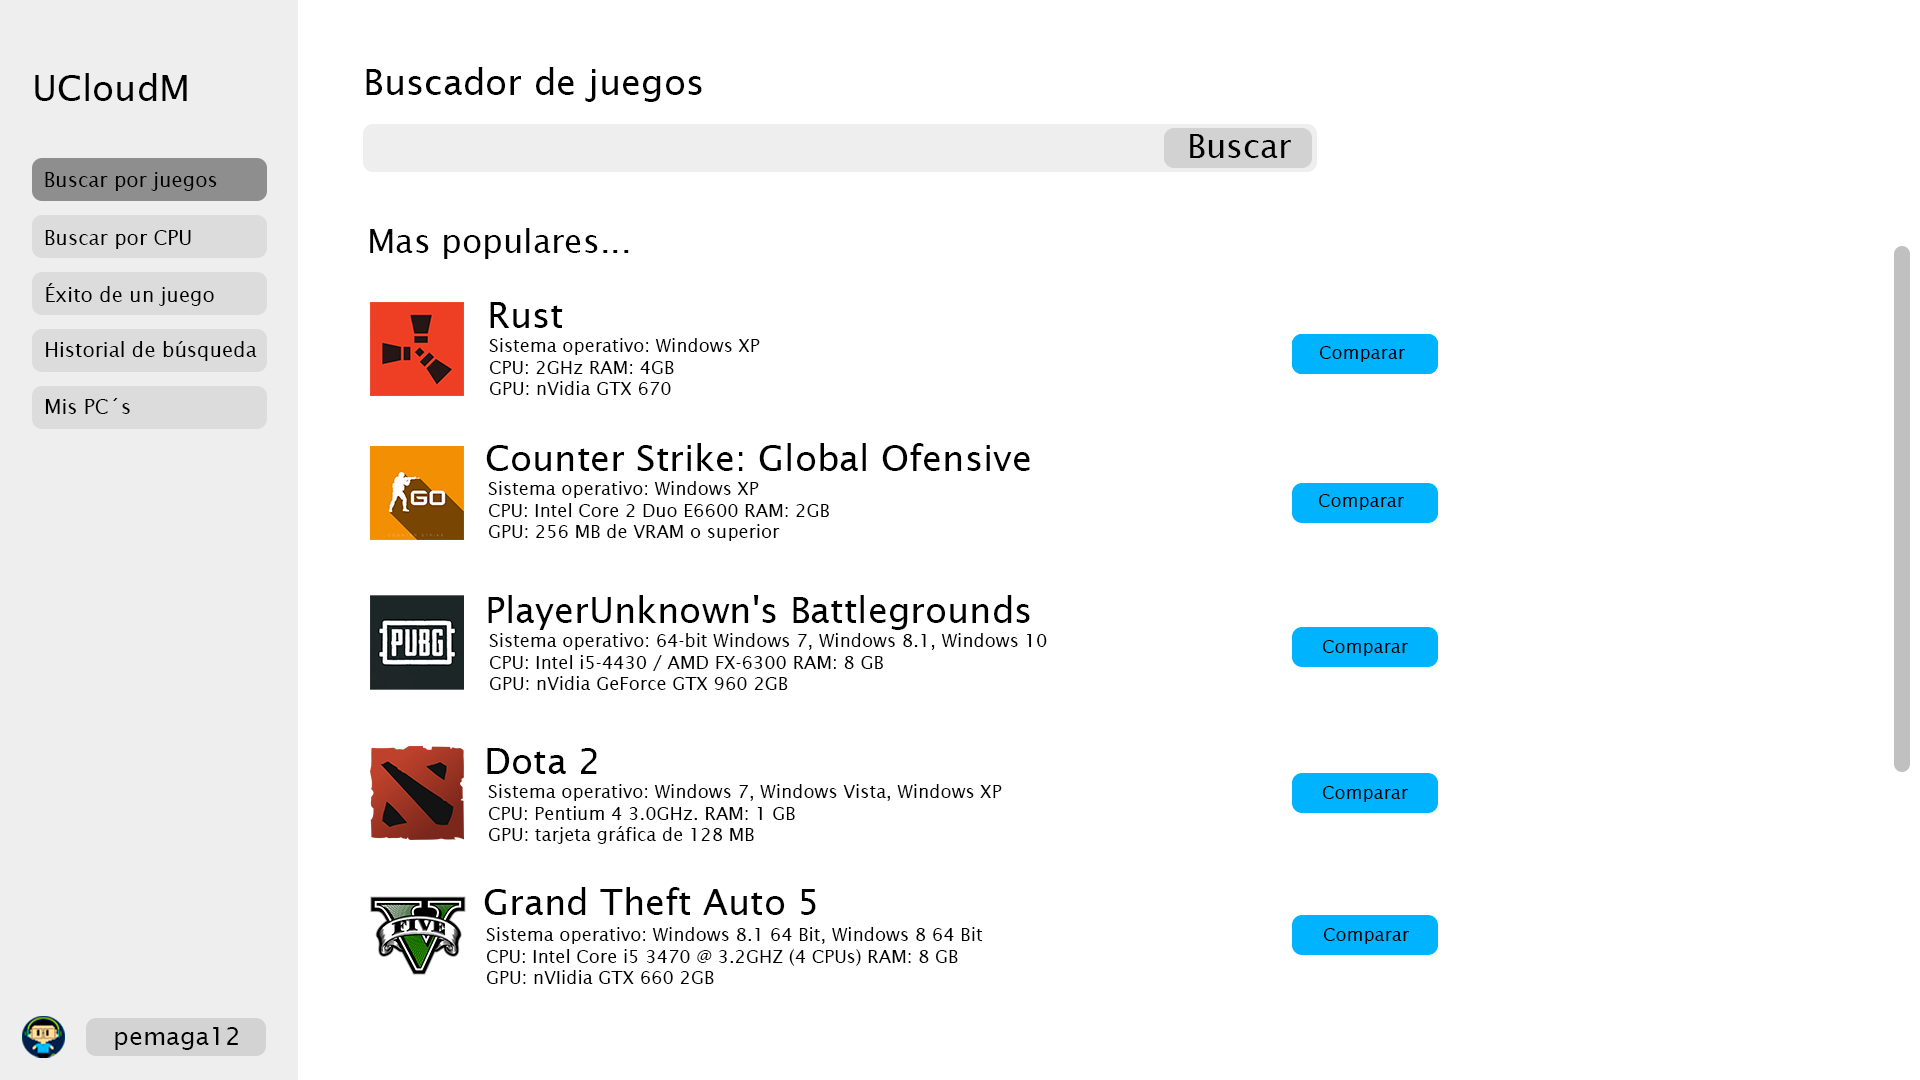 UCloudM
Buscar por juegos
Buscar por CPU
Éxito de un juego
Historial de búsqueda
Mis PC´s
pemaga12
Buscador de juegos
Buscar
Mas populares...
Rust
Sistema operativo: Windows XP
CPU: 2GHz RAM: 4GB
GPU: nVidia GTX 670
Comparar
GO
Counter Strike: Global Ofensive
Sistema operativo: Windows XP
CPU: Intel Core 2 Duo E6600 RAM: 2GB
GPU: 256 MB de VRAM o superior
Comparar
PUBG
PlayerUnknown's Battlegrounds
Sistema operativo: 64-bit Windows 7, Windows 8.1, Windows 10
CPU: Intel i5-4430 / AMD FX-6300 RAM: 8 GB
GPU: nVidia GeForce GTX 960 2GB
Comparar
Dota 2
Sistema operativo: Windows 7, Windows Vista, Windows XP
CPU: Pentium 4 3.0GHz. RAM: 1 GB
GPU: tarjeta gráfica de 128 MB
Comparar
FIVE
Grand Theft Auto 5
Sistema operativo: Windows 8.1 64 Bit, Windows 8 64 Bit
CPU: Intel Core i5 3470 @ 3.2GHZ (4 CPUs) RAM: 8 GB
GPU: nVIidia GTX 660 2GB
Comparar